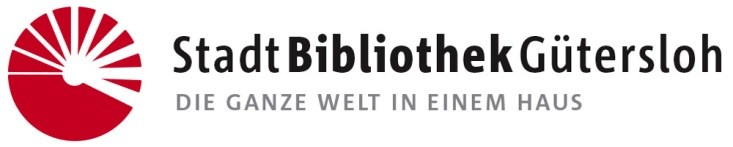 StadtBibliothekGütersloh
DIE GANZE WELT IN EINEM HAUS